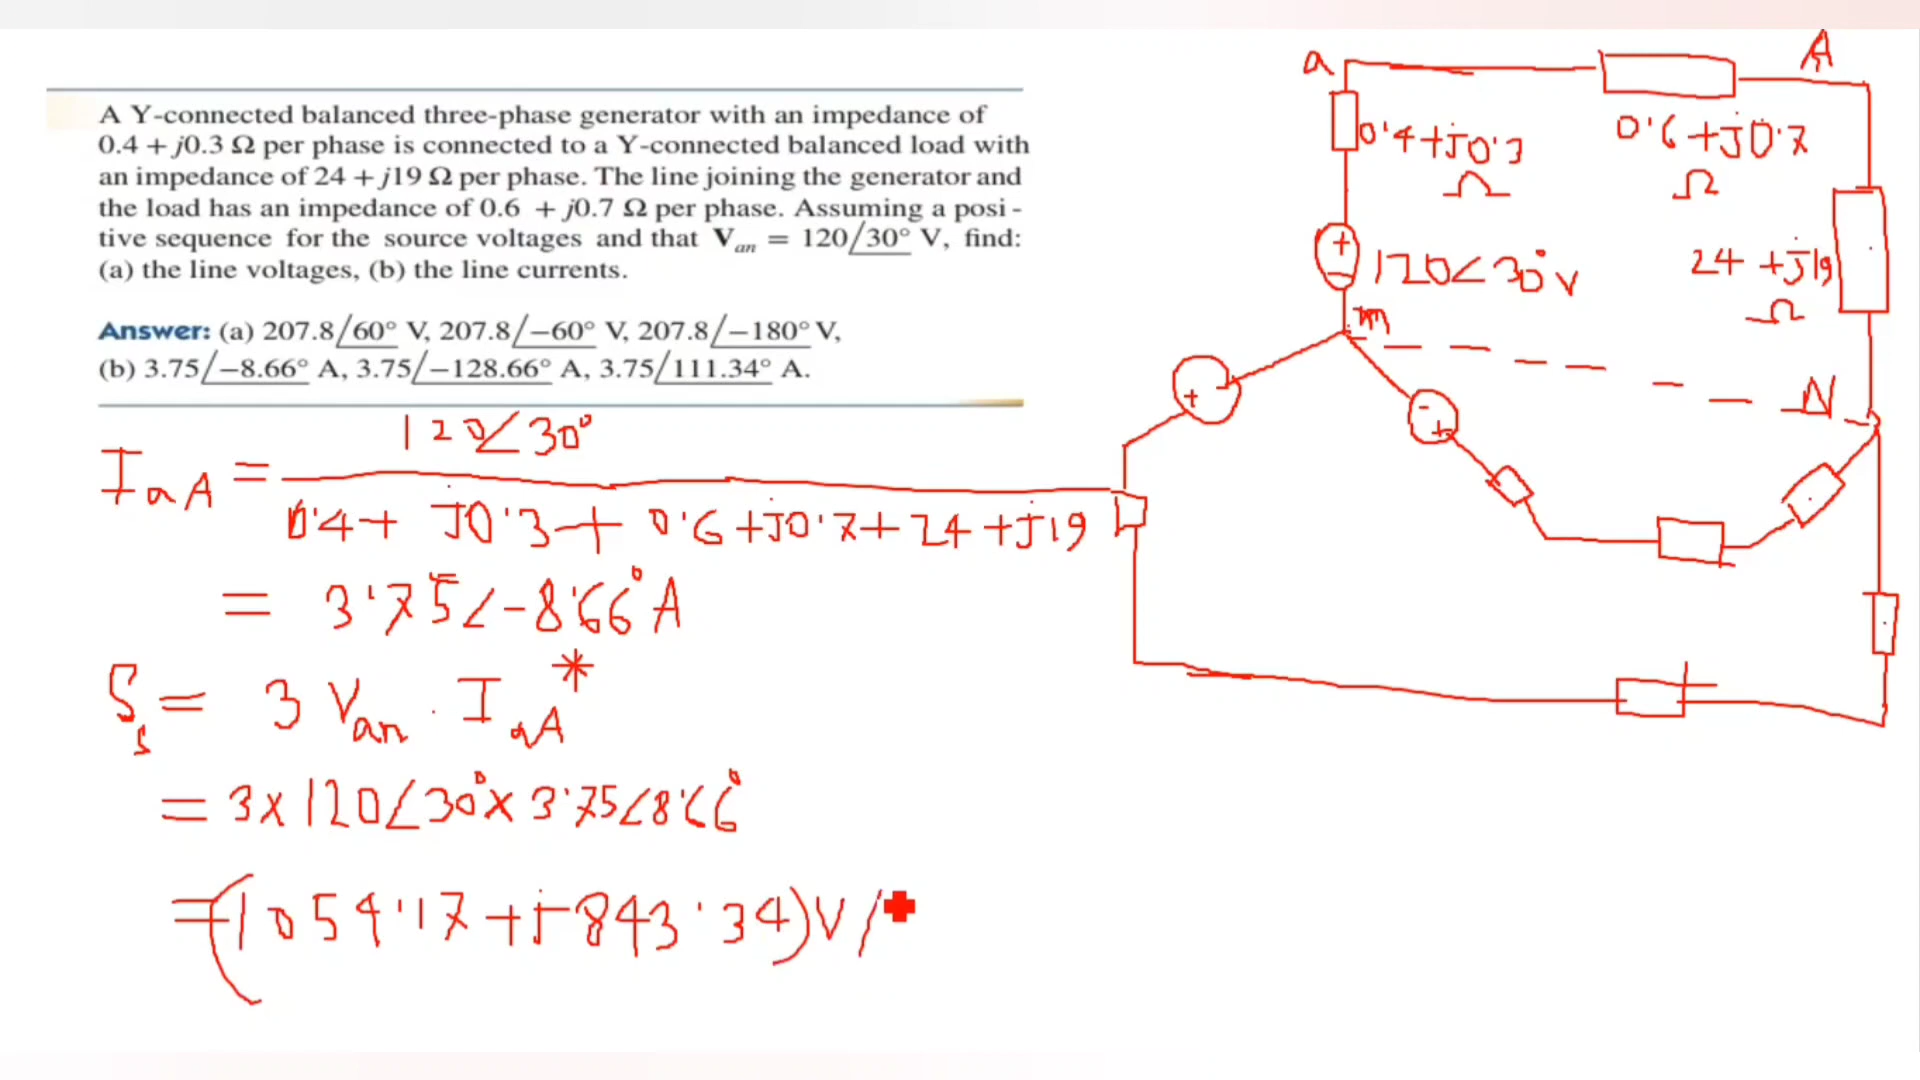 A Y-connected balanced three-phase generator with an impedance of
0.4 + j0.3 Ω per phase is connected to a Y-connected balanced load with
an impedance of 24 + j19 Ω per phase. The line joining the generator and
the load has an impedance of 0.6 + j0.7 Ω per phase. Assuming a posi-
tive sequence for the source voltages and that Van = 120/30° V, find:
(a) the line voltages, (b) the line currents.
Answer: (a) 207.8/60° V, 207.8/−60° V, 207.8/−180° V,
(b) 3.75/−8.66° A, 3.75/−128.66° A, 3.75/111.34° A.
IaA = 120∠30° / 0.4 + j0.3 + 0.6 + j0.7 + 24 + j19
= 3.75∠-8.66° A
Ss = 3 Van . IaA*
= 3x120∠30° x 3.75∠8.66°
= (1054.17 + j 843.34) V/
a
A
0.4+j0.3
Ω
0.6+j0.7
Ω
+
−
120∠30° V
24 + j19
Ω
n
N
-
+
-
+